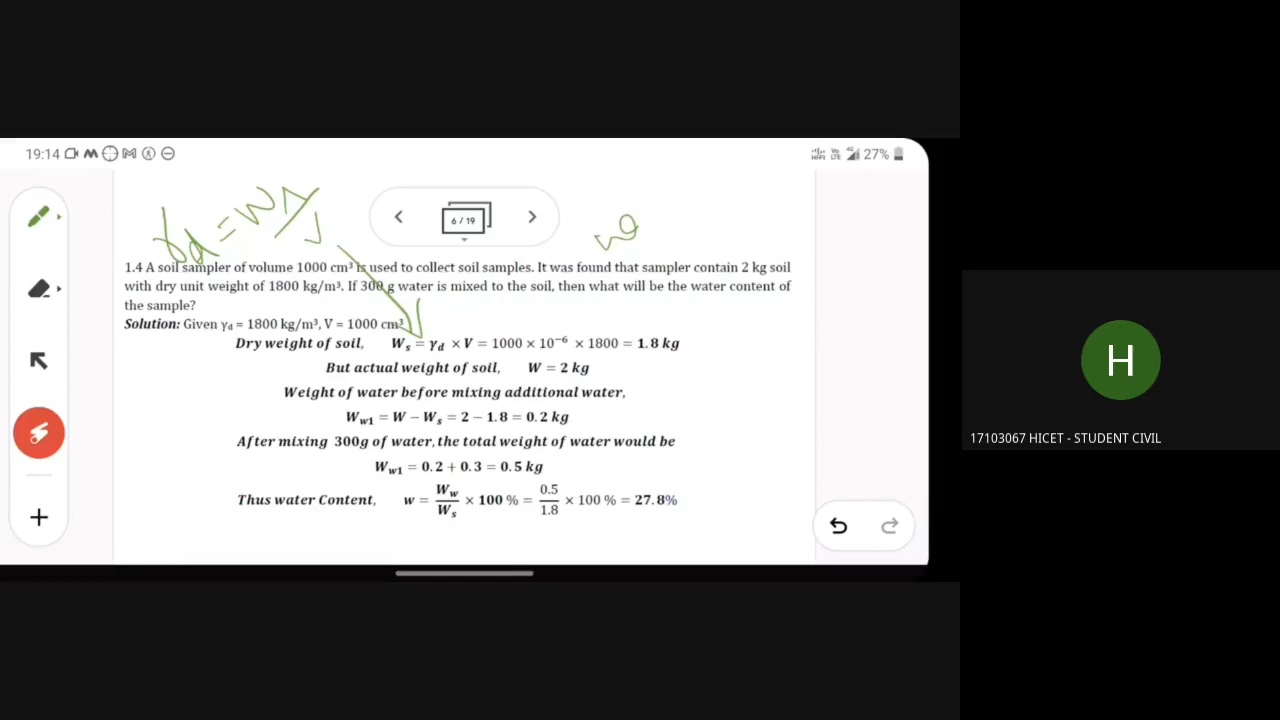 19:14
27%
γd = Ws/V
6 / 19
w
1.4 A soil sampler of volume 1000 cm³ is used to collect soil samples. It was found that sampler contain 2 kg soil
with dry unit weight of 1800 kg/m³. If 300 g water is mixed to the soil, then what will be the water content of
the sample?
Solution: Given γd = 1800 kg/m³, V = 1000 cm³
Dry weight of soil, Ws = γd × V = 1000 × 10⁻⁶ × 1800 = 1.8 kg
But actual weight of soil, W = 2 kg
Weight of water before mixing additional water,
Ww1 = W − Ws = 2 − 1.8 = 0.2 kg
After mixing 300g of water, the total weight of water would be
Ww1 = 0.2 + 0.3 = 0.5 kg
Thus water Content, w = Ww/Ws × 100 % = 0.5/1.8 × 100 % = 27.8%
H
17103067 HICET - STUDENT CIVIL